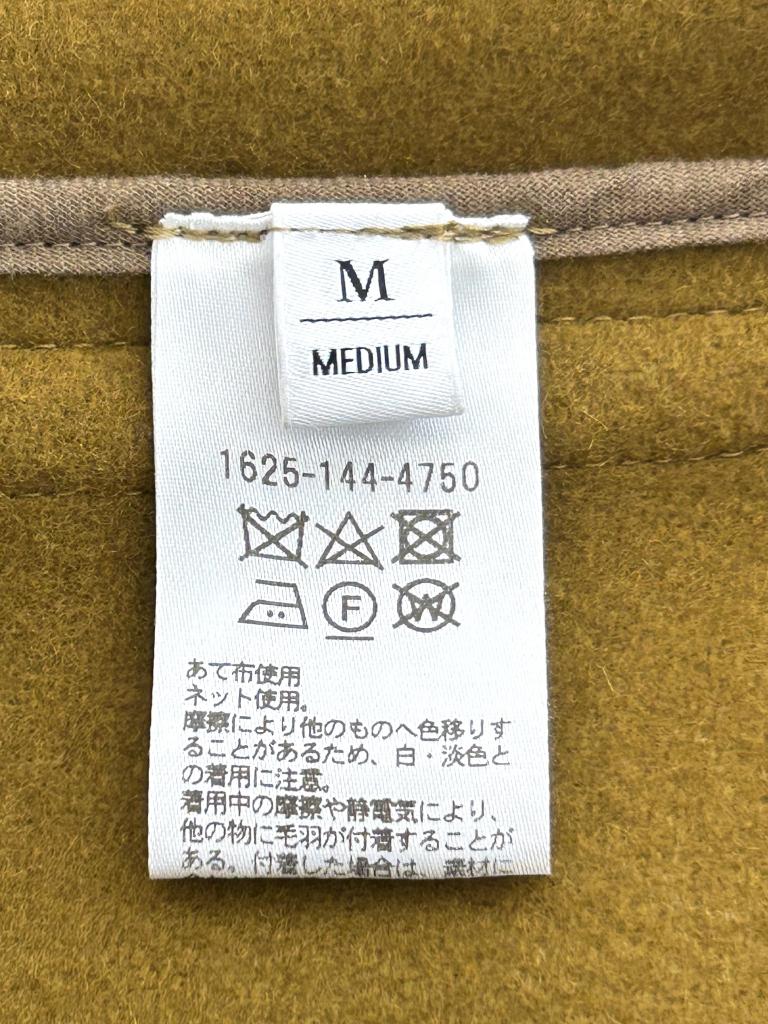 M
MEDIUM
1625-144-4750
F
W
あて布使用
ネット使用。
摩擦により他のものへ色移りす
ることがあるため、白・淡色と
の着用に注意。
着用中の摩擦や静電気により、
他の物に毛羽が付着することが
ある。付着した場合は、素材に